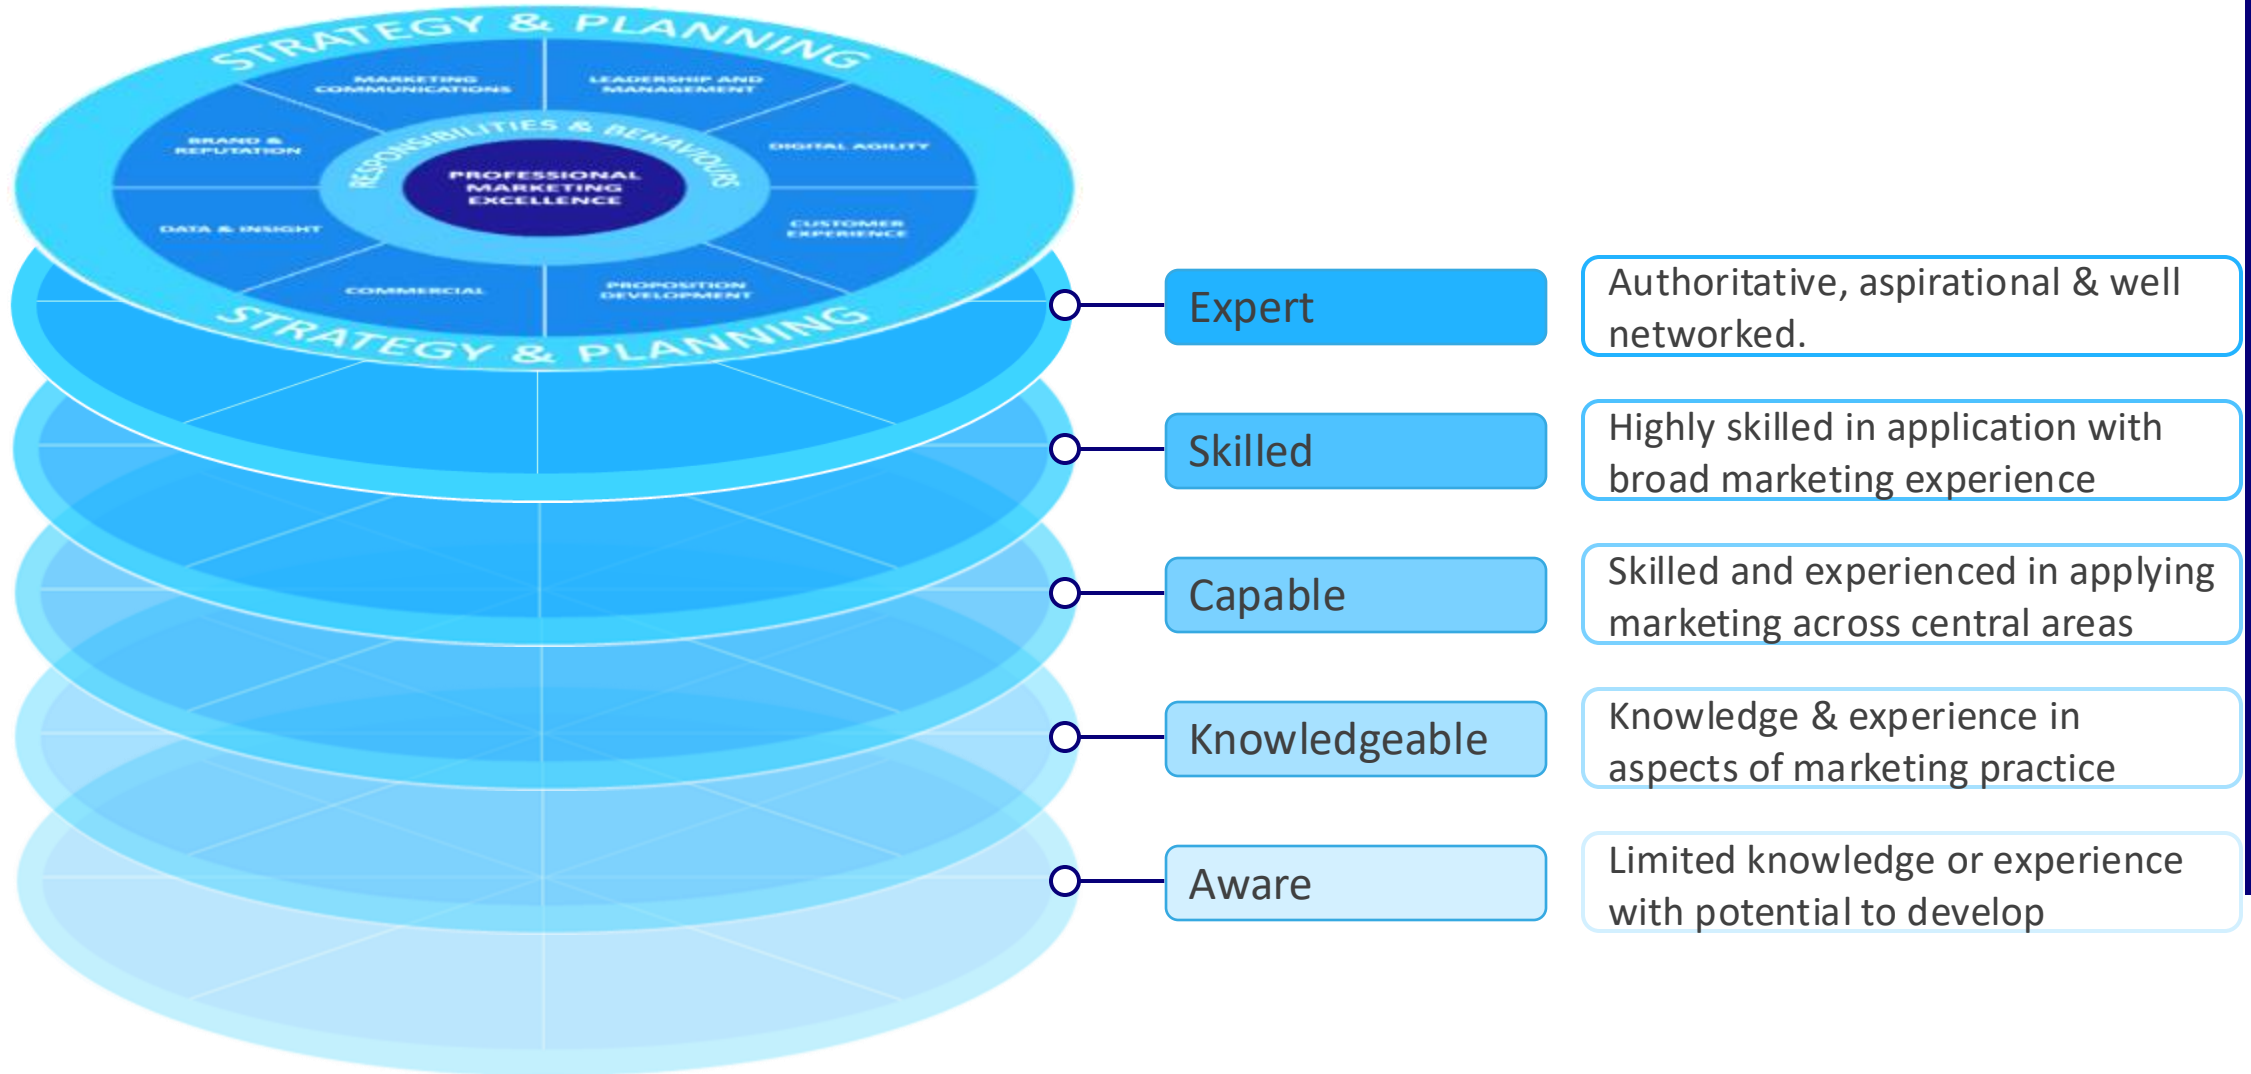 STRATEGY & PLANNING
MARKETING
COMMUNICATIONS
LEADERSHIP AND
MANAGEMENT
BRAND &
REPUTATION
RESPONSIBILITIES & BEHAVIOURS
DIGITAL AGILITY
PROFESSIONAL
MARKETING
EXCELLENCE
DATA & INSIGHT
CUSTOMER
EXPERIENCE
COMMERCIAL
PROPOSITION
DEVELOPMENT
STRATEGY & PLANNING
Expert
Authoritative, aspirational & well
networked.
Skilled
Highly skilled in application with
broad marketing experience
Capable
Skilled and experienced in applying
marketing across central areas
Knowledgeable
Knowledge & experience in
aspects of marketing practice
Aware
Limited knowledge or experience
with potential to develop